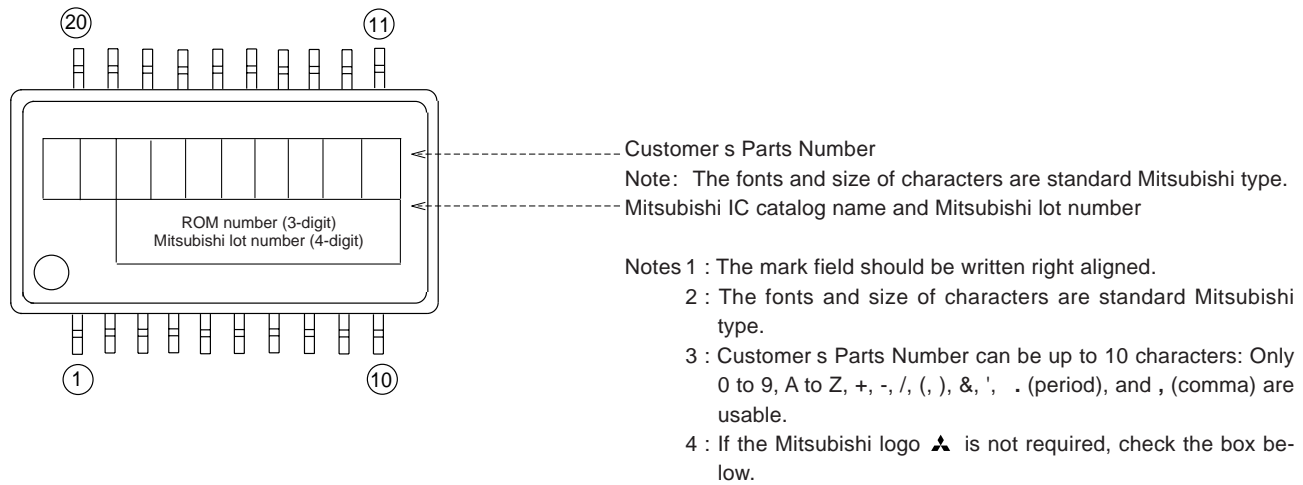 20 11
Customer s Parts Number
Note: The fonts and size of characters are standard Mitsubishi type.
Mitsubishi IC catalog name and Mitsubishi lot number
ROM number (3-digit)
Mitsubishi lot number (4-digit)
Notes 1 : The mark field should be written right aligned.
2 : The fonts and size of characters are standard Mitsubishi
type.
3 : Customer s Parts Number can be up to 10 characters: Only
0 to 9, A to Z, +, -, /, (, ), &, ', . (period), and , (comma) are
usable.
4 : If the Mitsubishi logo is not required, check the box be-
low.
1 10